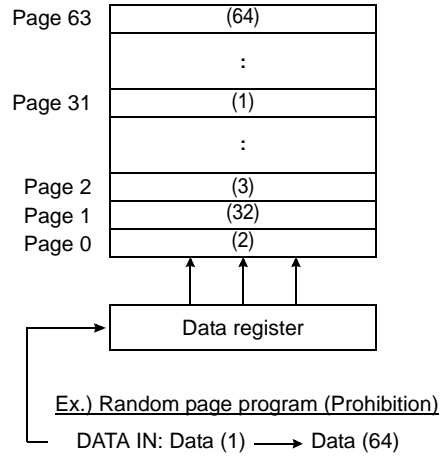 Page 63 (64)
:
Page 31 (1)
:
Page 2 (3)
Page 1 (32)
Page 0 (2)
Data register
Ex.) Random page program (Prohibition)
DATA IN: Data (1) → Data (64)